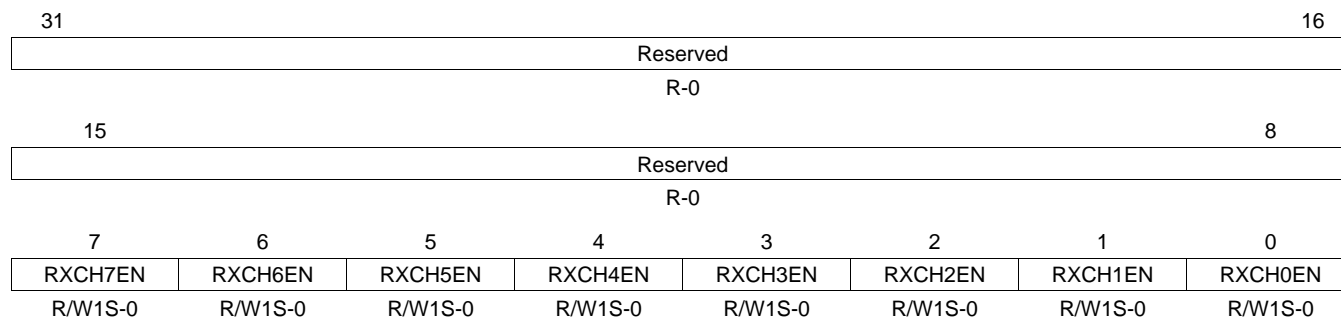 31 16
Reserved
R-0
15 8
Reserved
R-0
7 6 5 4 3 2 1 0
RXCH7EN RXCH6EN RXCH5EN RXCH4EN RXCH3EN RXCH2EN RXCH1EN RXCH0EN
R/W1S-0 R/W1S-0 R/W1S-0 R/W1S-0 R/W1S-0 R/W1S-0 R/W1S-0 R/W1S-0